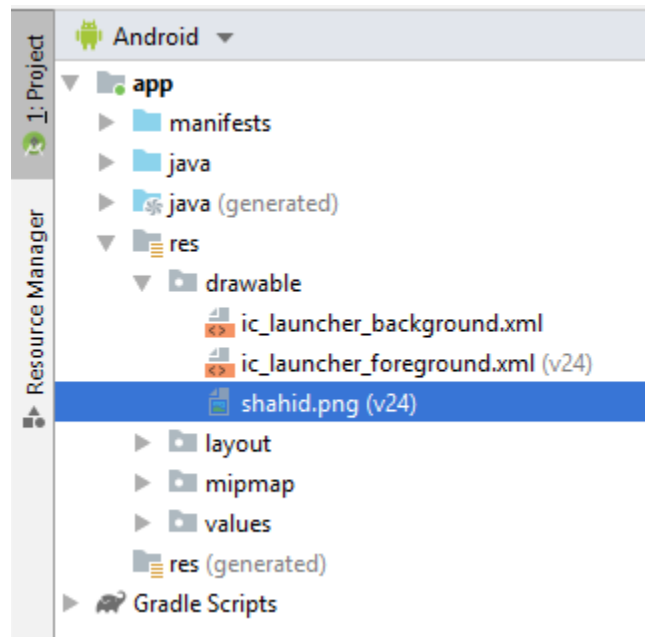 Android
1: Project
app
manifests
java
java (generated)
res
drawable
ic_launcher_background.xml
ic_launcher_foreground.xml (v24)
shahid.png (v24)
Resource Manager
layout
mipmap
values
res (generated)
Gradle Scripts